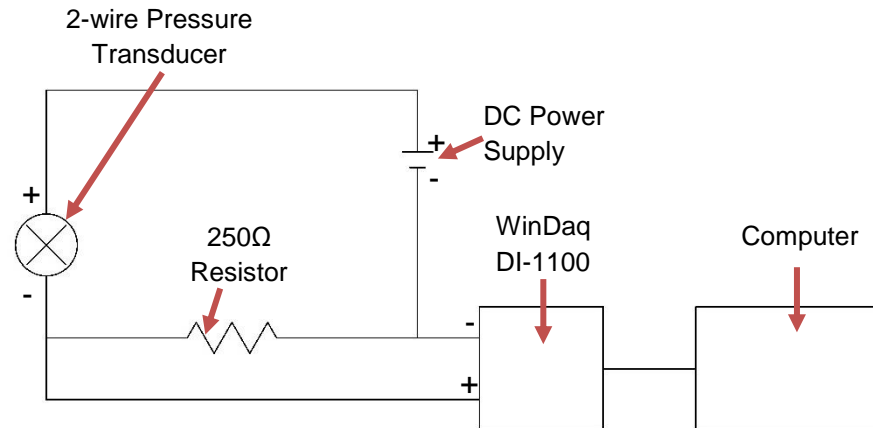 2-wire Pressure
Transducer
DC Power
Supply
+
-
+
-
250Ω
Resistor
WinDaq
DI-1100
Computer
-
+